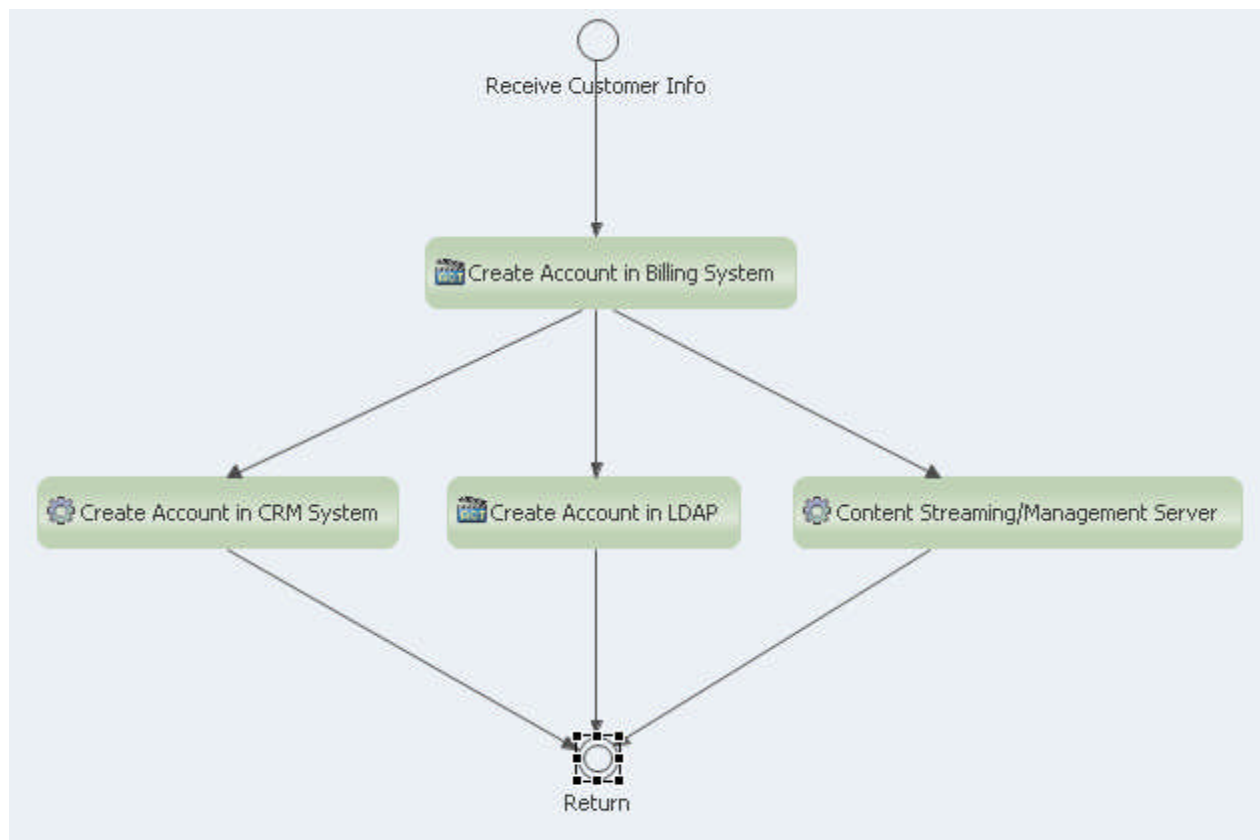 Receive Customer Info
Create Account in Billing System
Create Account in CRM System
Create Account in LDAP
Content Streaming/Management Server
Return